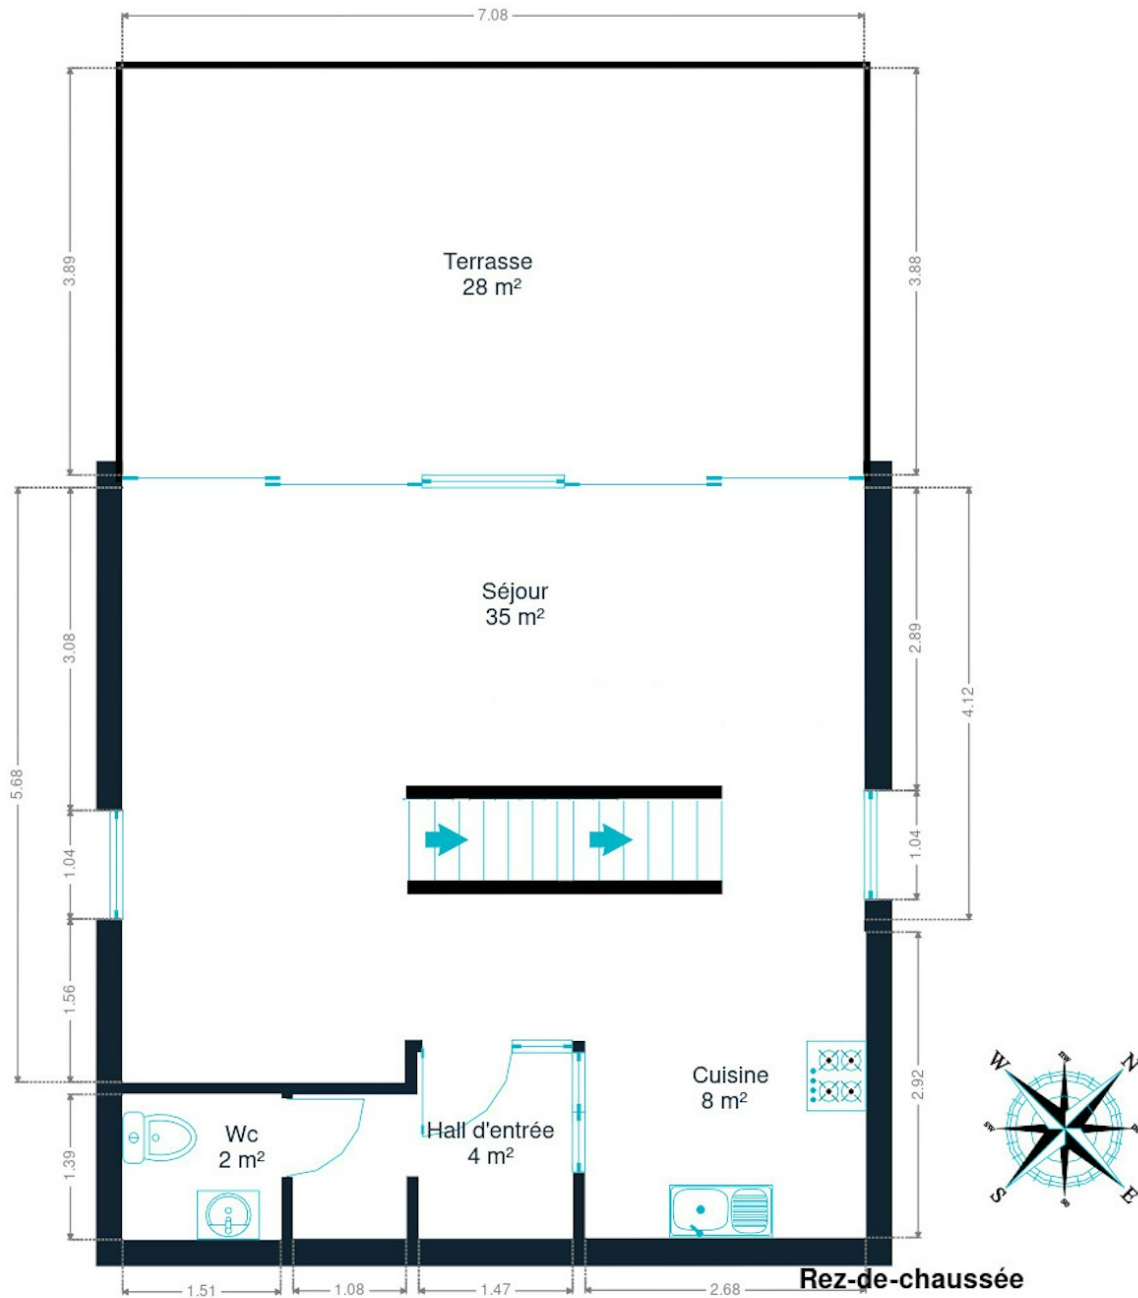 7.08
3.89
3.88
Terrasse
28 m²
Séjour
35 m²
3.08
2.89
4.12
5.68
1.04
1.04
1.56
Cuisine
8 m²
2.92
Wc
2 m²
Hall d'entrée
4 m²
1.39
W
N
S
E
1.51
1.08
1.47
2.68
Rez-de-chaussée